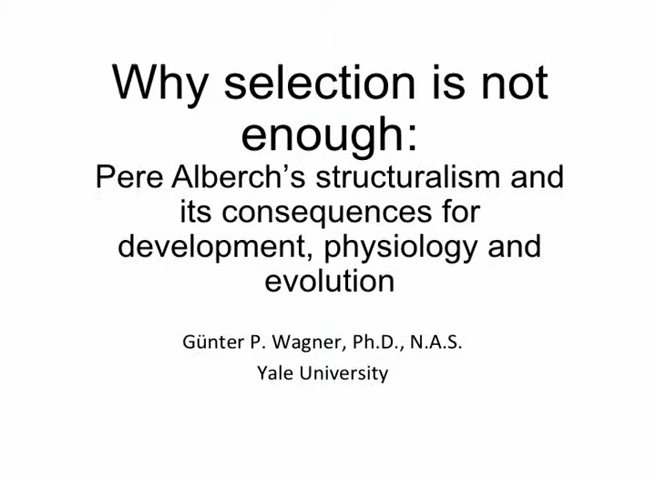 Why selection is not
enough:
Pere Alberch's structuralism and
its consequences for
development, physiology and
evolution
Günter P. Wagner, Ph.D., N.A.S.
Yale University